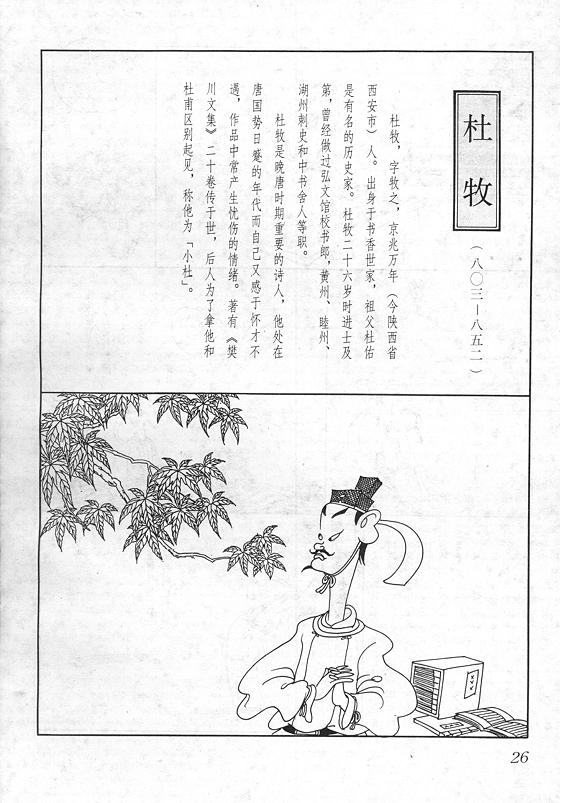 杜牧
（八〇三－八五二）
杜牧，字牧之，京兆万年（今陕西省
西安市）人。出身于书香世家，祖父杜佑
是有名的历史家。杜牧二十六岁时进士及
第，曾经做过弘文馆校书郎，黄州、睦州、
湖州刺史和中书舍人等职。
杜牧是晚唐时期重要的诗人，他处在
唐国势日蹙的年代而自己又感于怀才不
遇，作品中常产生忧伤的情绪。著有《樊
川文集》二十卷传于世，后人为了拿他和
杜甫区别起见，称他为「小杜」。
26